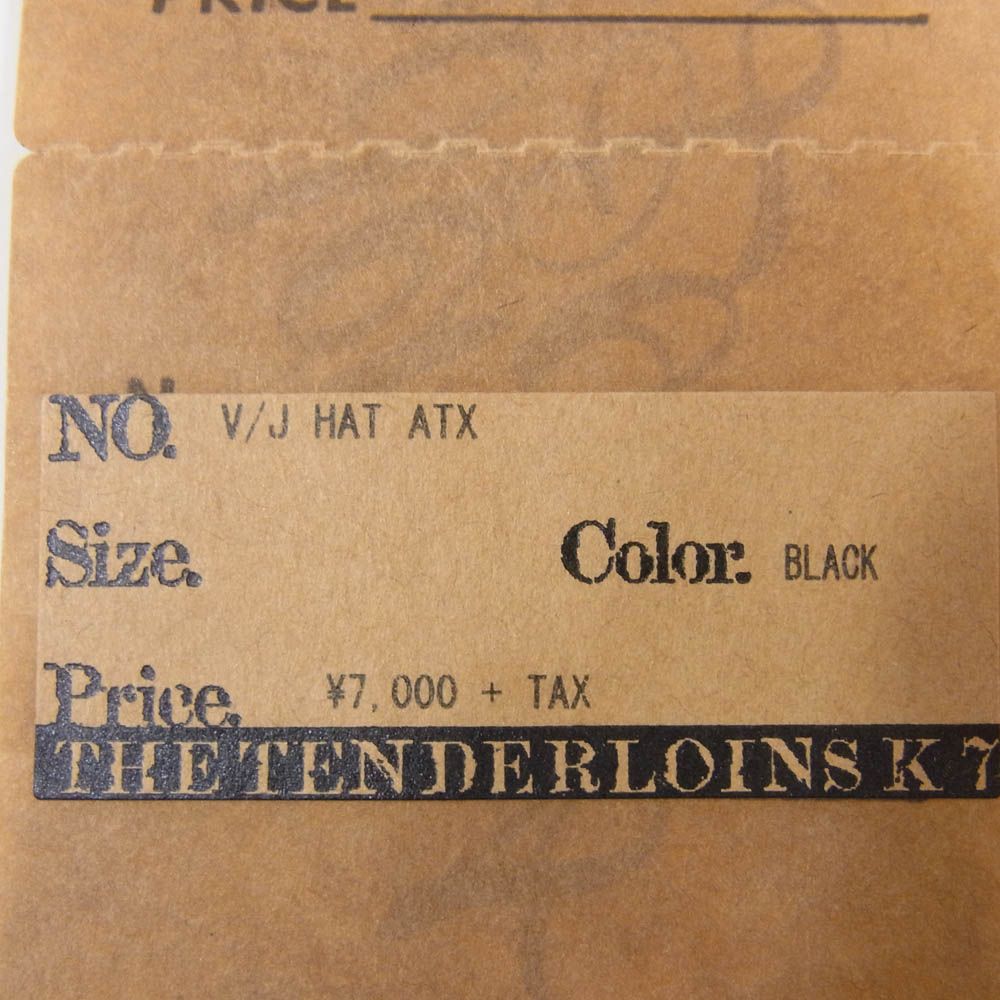 PRICE
NO. V/J HAT ATX
Size. Color. BLACK
Price. ¥7,000 + TAX
THE TENDERLOINS K 7